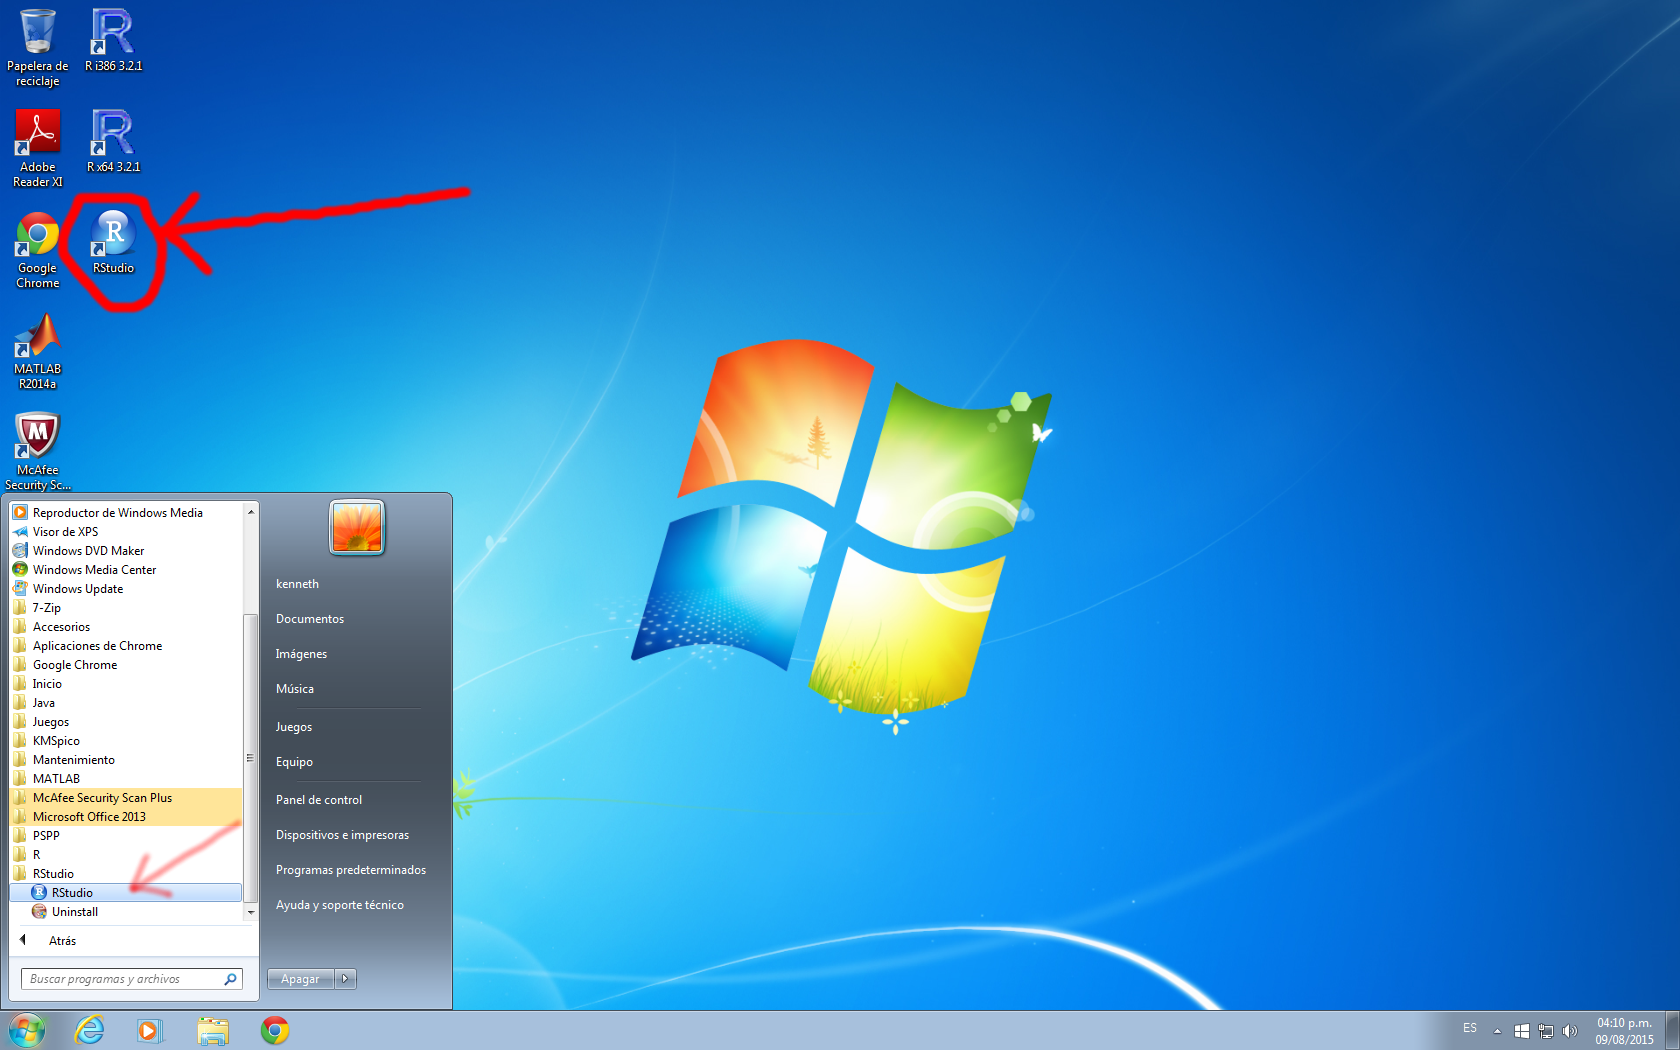 Papelera de
reciclaje
R i386 3.2.1
Adobe
Reader XI
R x64 3.2.1
Google
Chrome
R
RStudio
MATLAB
R2014a
McAfee
Security Sc...
Reproductor de Windows Media
Visor de XPS
Windows DVD Maker
Windows Media Center
Windows Update
7-Zip
Accesorios
Aplicaciones de Chrome
Google Chrome
Inicio
Java
Juegos
KMSpico
Mantenimiento
MATLAB
McAfee Security Scan Plus
Microsoft Office 2013
PSPP
R
RStudio
RStudio
Uninstall
Atrás
Buscar programas y archivos
kenneth
Documentos
Imágenes
Música
Juegos
Equipo
Panel de control
Dispositivos e impresoras
Programas predeterminados
Ayuda y soporte técnico
Apagar
ES
04:10 p.m.
09/08/2015